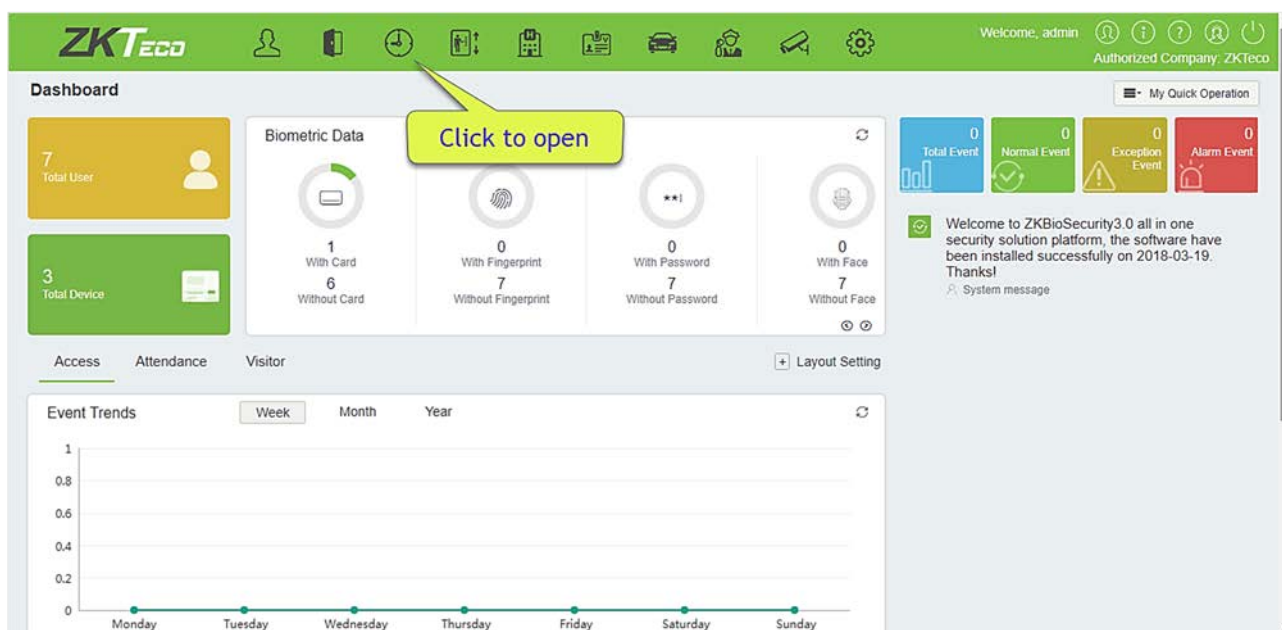 ZKTECO
Welcome, admin
Authorized Company: ZKTeco
Dashboard
My Quick Operation
Click to open
7
Total User
3
Total Device
Biometric Data
1
With Card
6
Without Card
0
With Fingerprint
7
Without Fingerprint
**
0
With Password
7
Without Password
0
With Face
7
Without Face
0
Total Event
0
Normal Event
0
Exception
Event
0
Alarm Event
Welcome to ZKBioSecurity3.0 all in one
security solution platform, the software have
been installed successfully on 2018-03-19.
Thanks!
System message
Access Attendance Visitor
+ Layout Setting
Event Trends
Week Month Year
1
0.8
0.6
0.4
0.2
0
Monday Tuesday Wednesday Thursday Friday Saturday Sunday